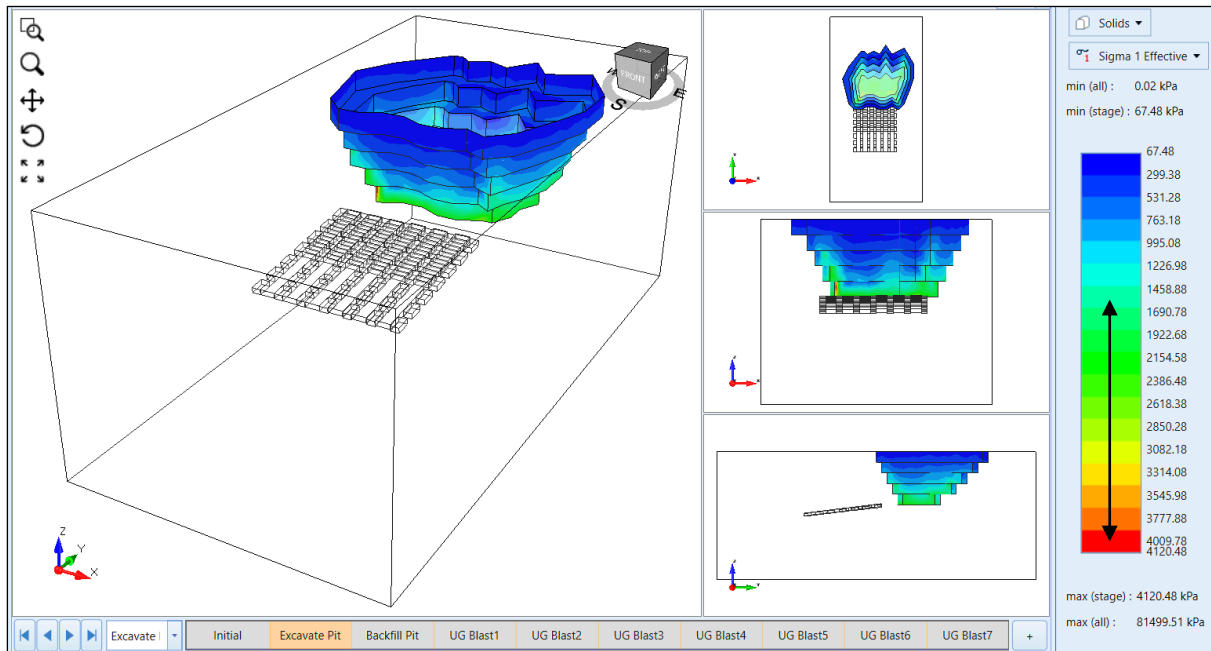 Solids
σ1 Sigma 1 Effective
min (all) : 0.02 kPa
min (stage) : 67.48 kPa
67.48
299.38
531.28
763.18
995.08
1226.98
1458.88
1690.78
1922.68
2154.58
2386.48
2618.38
2850.28
3082.18
3314.08
3545.98
3777.88
4009.78
4120.48
max (stage) : 4120.48 kPa
max (all) : 81499.51 kPa
FRONT
S
E
Z
Y
X
Excavate
Initial
Excavate Pit
Backfill Pit
UG Blast1
UG Blast2
UG Blast3
UG Blast4
UG Blast5
UG Blast6
UG Blast7
+